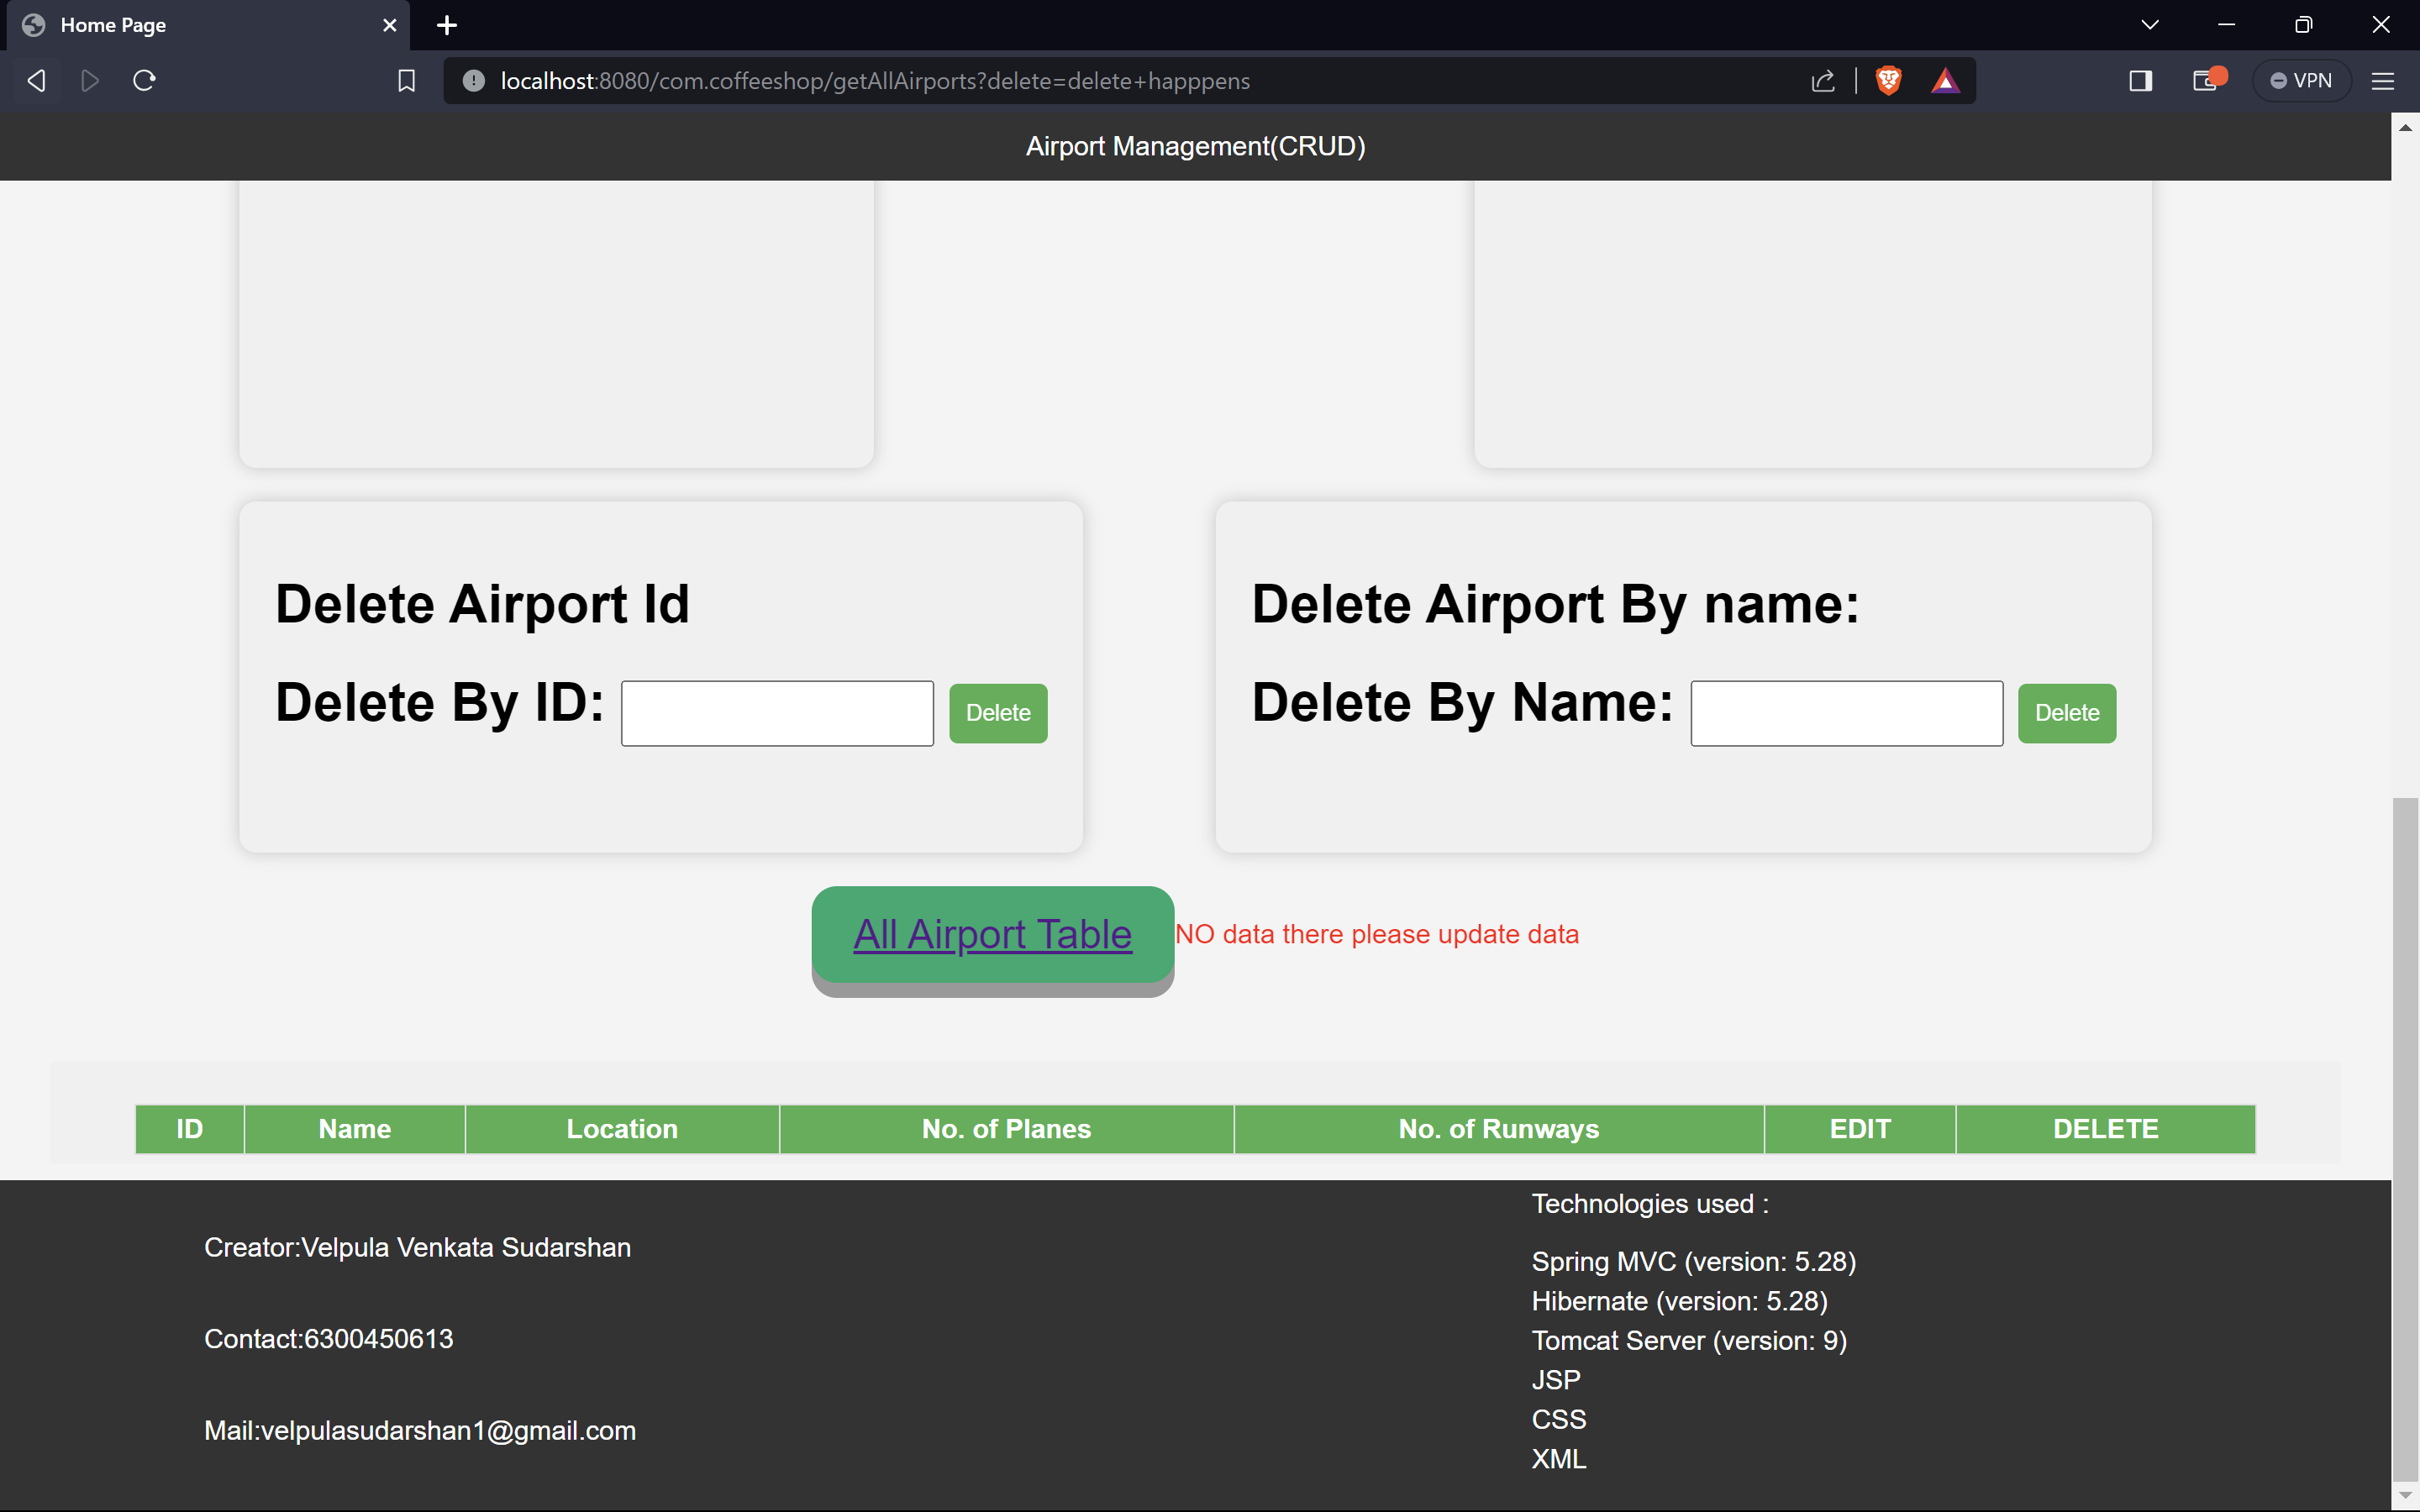 Home Page
localhost:8080/com.coffeeshop/getAllAirports?delete=delete+happpens
VPN
Airport Management(CRUD)
Delete Airport Id
Delete By ID: Delete
Delete Airport By name:
Delete By Name: Delete
All Airport Table NO data there please update data
ID Name Location No. of Planes No. of Runways EDIT DELETE
Creator:Velpula Venkata Sudarshan
Contact:6300450613
Mail:velpulasudarshan1@gmail.com
Technologies used :
Spring MVC (version: 5.28)
Hibernate (version: 5.28)
Tomcat Server (version: 9)
JSP
CSS
XML